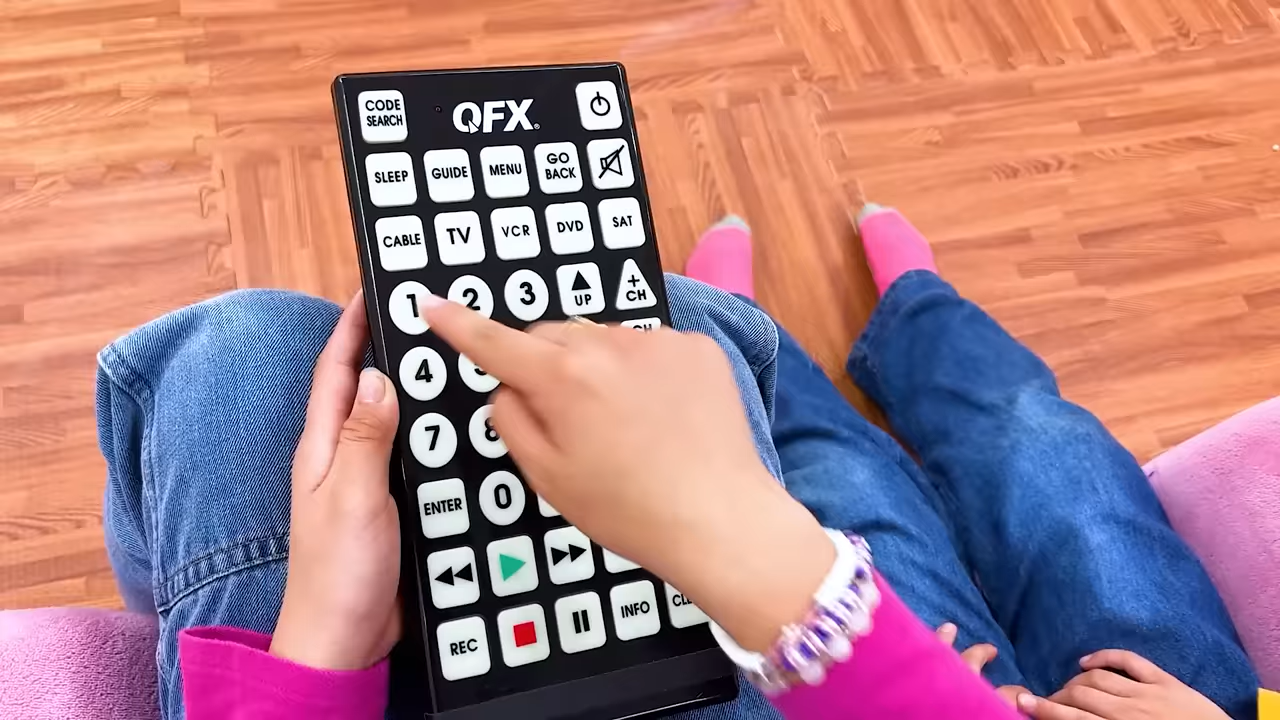 CODE
SEARCH
QFX
SLEEP
GUIDE
MENU
GO
BACK
CABLE
TV
VCR
DVD
SAT
1
2
3
UP
+
CH
4
7
8
ENTER
0
REC
INFO